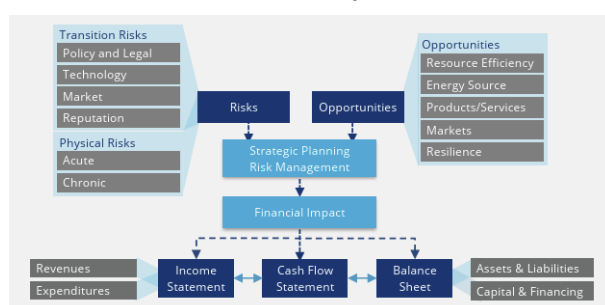 Transition Risks
Policy and Legal
Technology
Market
Reputation
Physical Risks
Acute
Chronic
Risks
Opportunities
Opportunities
Resource Efficiency
Energy Source
Products/Services
Markets
Resilience
Strategic Planning
Risk Management
Financial Impact
Revenues
Expenditures
Income
Statement
Cash Flow
Statement
Balance
Sheet
Assets & Liabilities
Capital & Financing